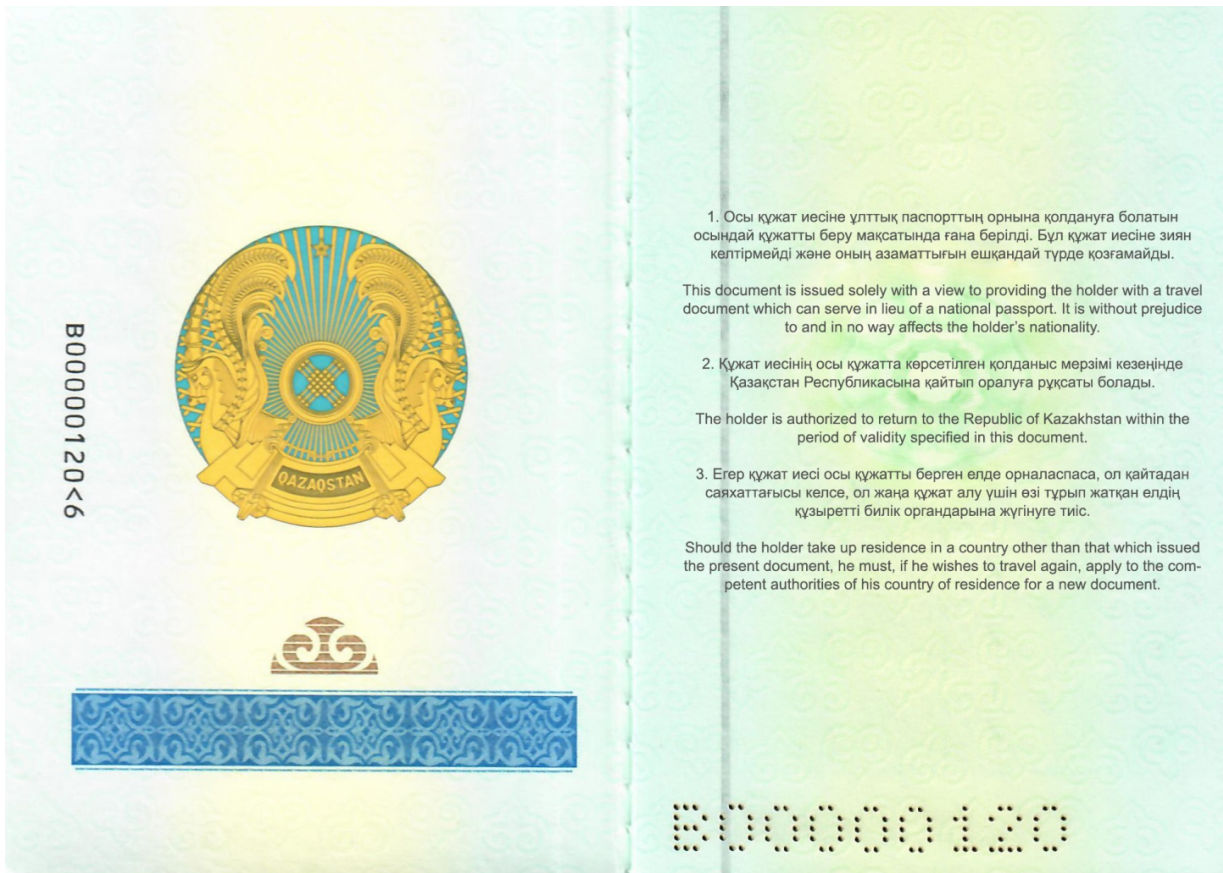 B00000120<6
QAZAQSTAN
1. Осы құжат иесіне ұлттық паспорттың орнына қолдануға болатын
осындай құжатты беру мақсатында ғана берілді. Бұл құжат иесіне зиян
келтірмейді және оның азаматтығын ешқандай түрде қозғамайды.
This document is issued solely with a view to providing the holder with a travel
document which can serve in lieu of a national passport. It is without prejudice
to and in no way affects the holder’s nationality.
2. Құжат иесінің осы құжатта көрсетілген қолданыс мерзімі кезеңінде
Қазақстан Республикасына қайтып оралуға рұқсаты болады.
The holder is authorized to return to the Republic of Kazakhstan within the
period of validity specified in this document.
3. Егер құжат иесі осы құжатты берген елде орналаспаса, ол қайтадан
саяхаттағысы келсе, ол жаңа құжат алу үшін өзі тұрып жатқан елдің
құзыретті билік органдарына жүгінуге тиіс.
Should the holder take up residence in a country other than that which issued
the present document, he must, if he wishes to travel again, apply to the com-
petent authorities of his country of residence for a new document.
B00000120